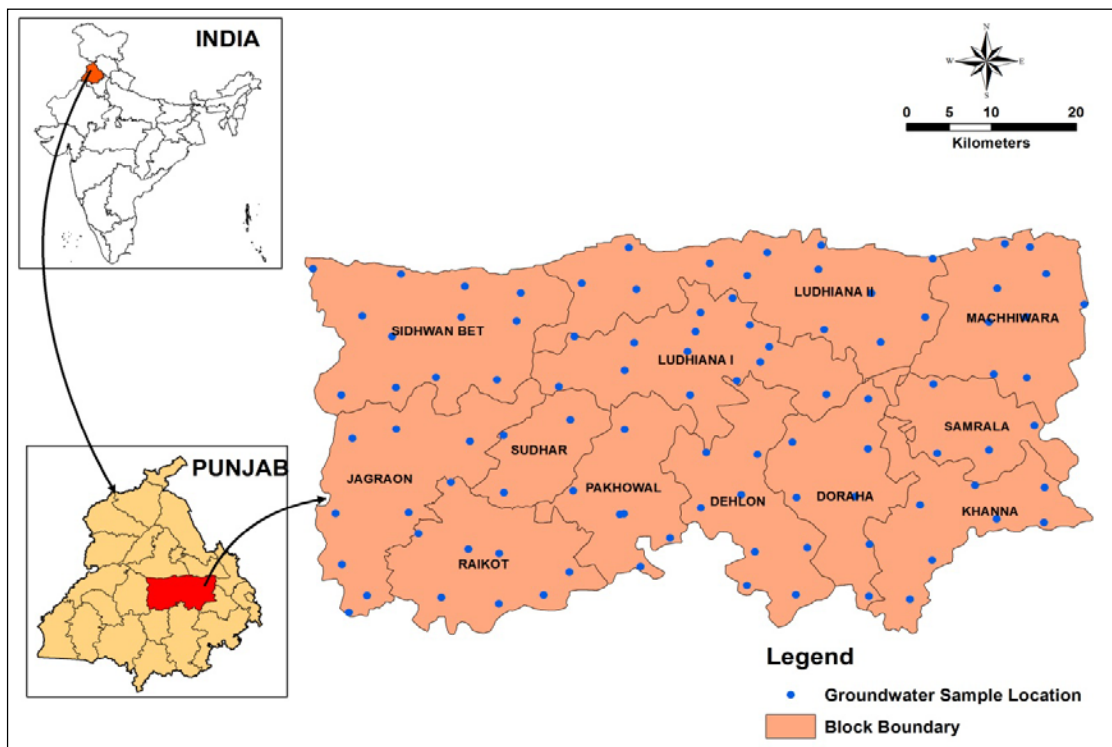 INDIA
N
W E
S
0 5 10 20
Kilometers
LUDHIANA II
MACHHIWARA
SIDHWAN BET
LUDHIANA I
SAMRALA
SUDHAR
JAGRAON
PAKHOWAL
DEHLON
DORAHA
KHANNA
RAIKOT
PUNJAB
Legend
Groundwater Sample Location
Block Boundary